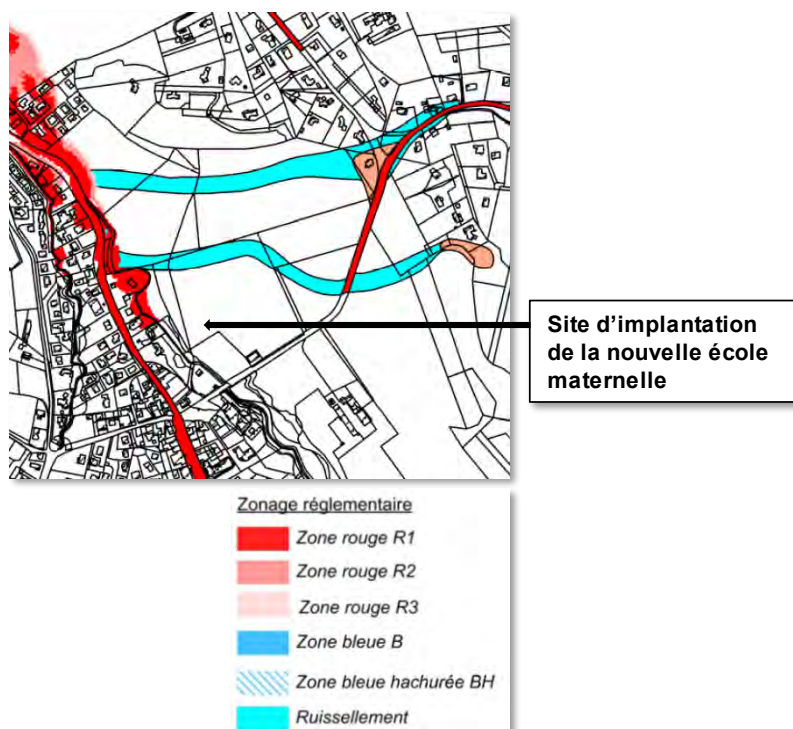 Site d'implantation
de la nouvelle école
maternelle
Zonage réglementaire
Zone rouge R1
Zone rouge R2
Zone rouge R3
Zone bleue B
Zone bleue hachurée BH
Ruissellement